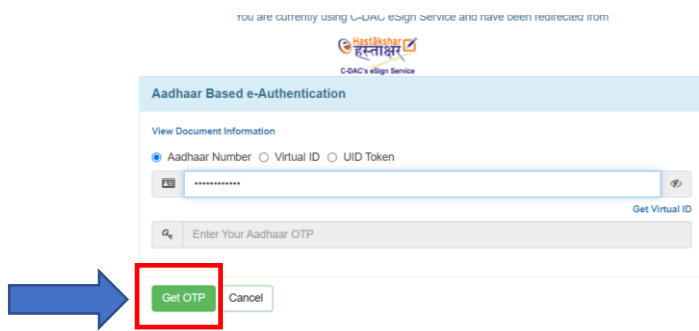 You are currently using C-DAC eSign Service and have been redirected from
Hastākshar
हस्ताक्षर
C-DAC's eSign Service
Aadhaar Based e-Authentication
View Document Information
Aadhaar Number Virtual ID UID Token
************
Get Virtual ID
Enter Your Aadhaar OTP
Get OTP Cancel